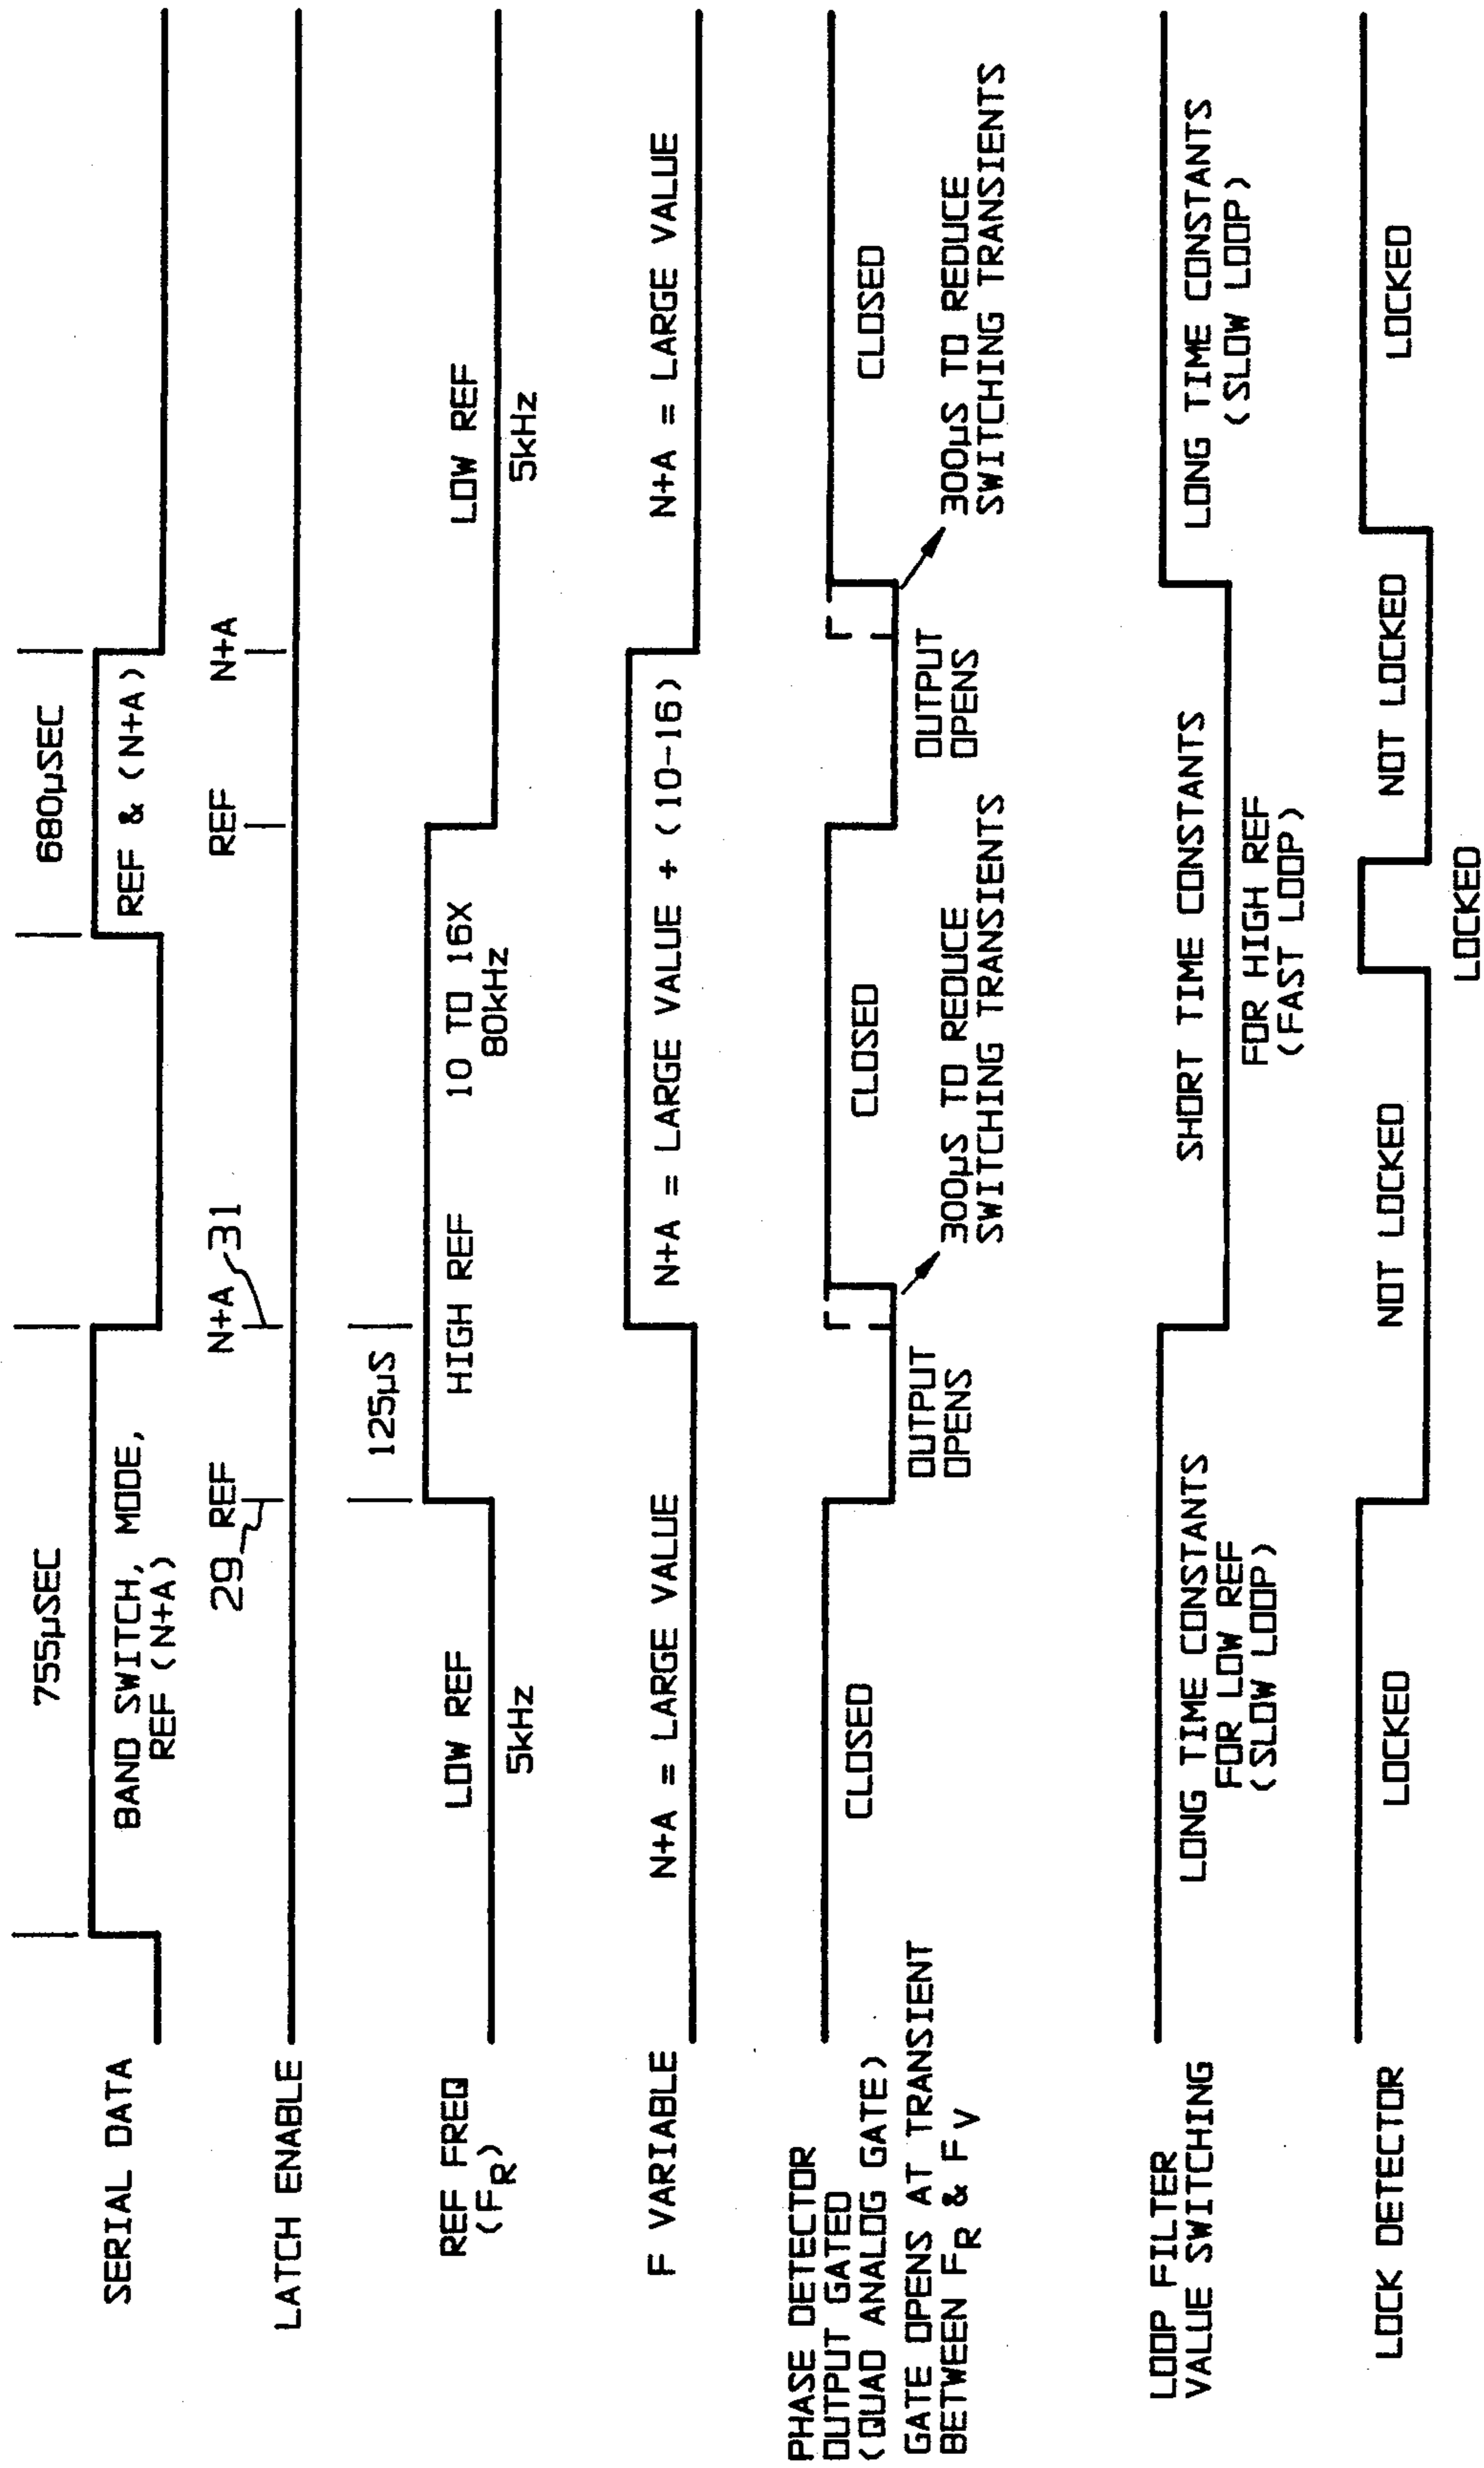 SERIAL DATA
755µSEC
BAND SWITCH, MODE,
REF (N+A)
680µSEC
REF & (N+A)
LATCH ENABLE
29
REF
N+A
31
REF
N+A
REF FREQ
(FR)
LOW REF
5kHz
125µS
HIGH REF
10 TO 16X
80kHz
LOW REF
5kHz
F VARIABLE
N+A = LARGE VALUE
N+A = LARGE VALUE + (10-16)
N+A = LARGE VALUE
PHASE DETECTOR
OUTPUT GATED
(QUAD ANALOG GATE)
GATE OPENS AT TRANSIENT
BETWEEN FR & FV
CLOSED
OUTPUT
OPENS
300µS TO REDUCE
SWITCHING TRANSIENTS
CLOSED
OUTPUT
OPENS
300µS TO REDUCE
SWITCHING TRANSIENTS
CLOSED
LOOP FILTER
VALUE SWITCHING
LONG TIME CONSTANTS
FOR LOW REF
(SLOW LOOP)
SHORT TIME CONSTANTS
FOR HIGH REF
(FAST LOOP)
LONG TIME CONSTANTS
(SLOW LOOP)
LOCK DETECTOR
LOCKED
NOT LOCKED
LOCKED
NOT LOCKED
LOCKED